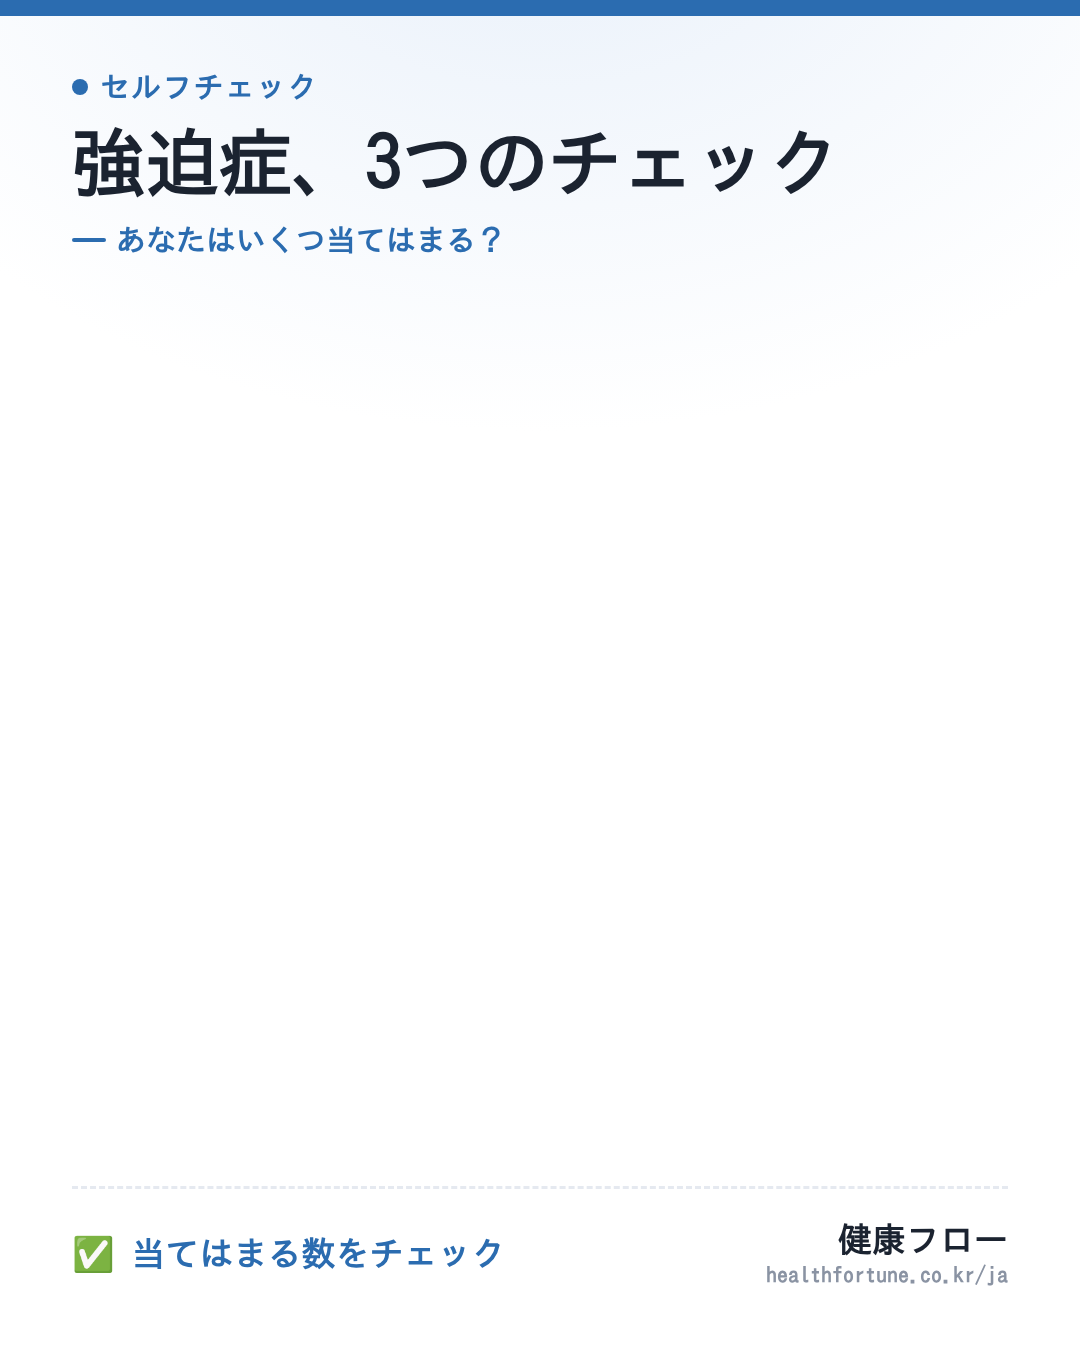 セルフチェック
強迫症、3つのチェック
— あなたはいくつ当てはまる？
✅ 当てはまる数をチェック
健康フロー
healthfortune.co.kr/ja